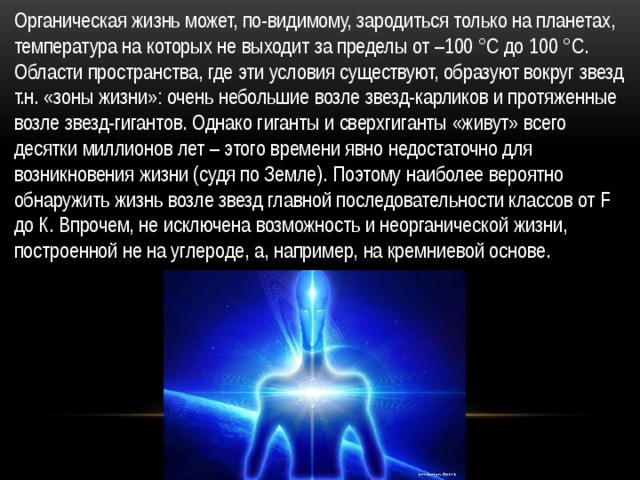 Органическая жизнь может, по-видимому, зародиться только на планетах,
температура на которых не выходит за пределы от –100 °С до 100 °С.
Области пространства, где эти условия существуют, образуют вокруг звезд
т.н. «зоны жизни»: очень небольшие возле звезд-карликов и протяженные
возле звезд-гигантов. Однако гиганты и сверхгиганты «живут» всего
десятки миллионов лет – этого времени явно недостаточно для
возникновения жизни (судя по Земле). Поэтому наиболее вероятно
обнаружить жизнь возле звезд главной последовательности классов от F
до К. Впрочем, не исключена возможность и неорганической жизни,
построенной не на углероде, а, например, на кремниевой основе.